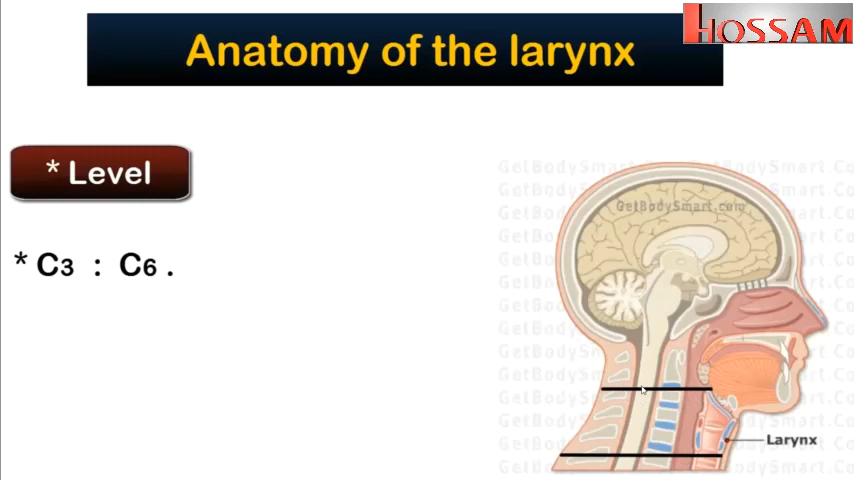 HOSSAM
Anatomy of the larynx
* Level
* C3 : C6 .
GetBodySmart.com
Larynx